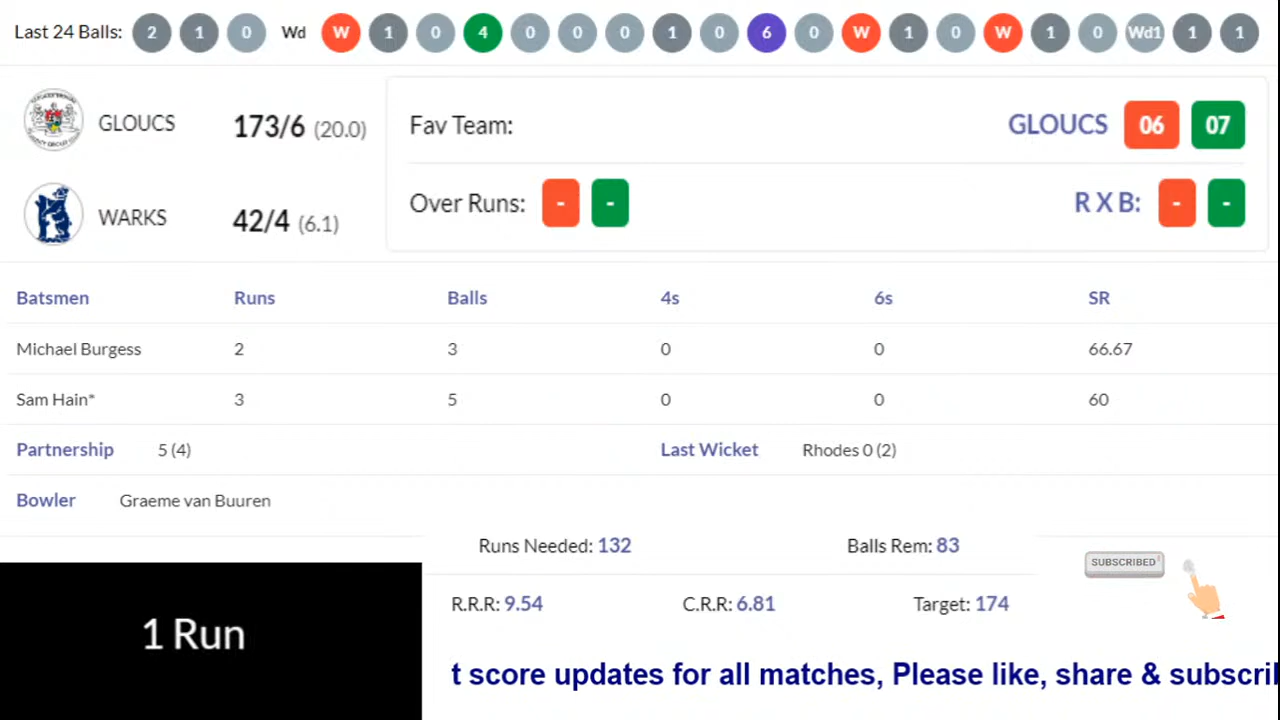 Last 24 Balls: 2 1 0 Wd W 1 0 4 0 0 0 1 0 6 0 W 1 0 W 1 0 Wd1 1 1
GLOUCS 173/6 (20.0)
Fav Team: GLOUCS 06 07
WARKS 42/4 (6.1)
Over Runs: - - R X B: - -
Batsmen Runs Balls 4s 6s SR
Michael Burgess 2 3 0 0 66.67
Sam Hain* 3 5 0 0 60
Partnership 5 (4) Last Wicket Rhodes 0 (2)
Bowler Graeme van Buuren
Runs Needed: 132 Balls Rem: 83
SUBSCRIBED
R.R.R: 9.54 C.R.R: 6.81 Target: 174
1 Run
t score updates for all matches, Please like, share & subscri